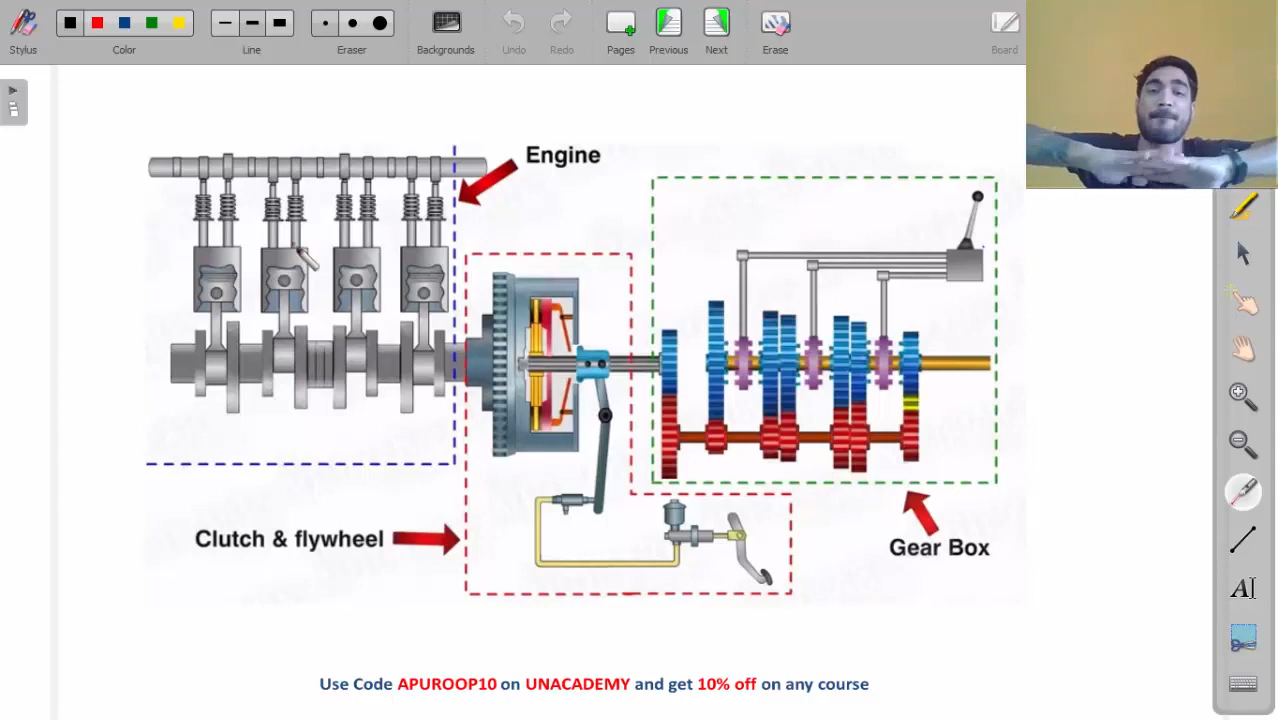 Stylus
Color
Line
Eraser
Backgrounds
Undo
Redo
Pages
Previous
Next
Erase
Board
Engine
Clutch & flywheel
Gear Box
Use Code APUROOP10 on UNACADEMY and get 10% off on any course